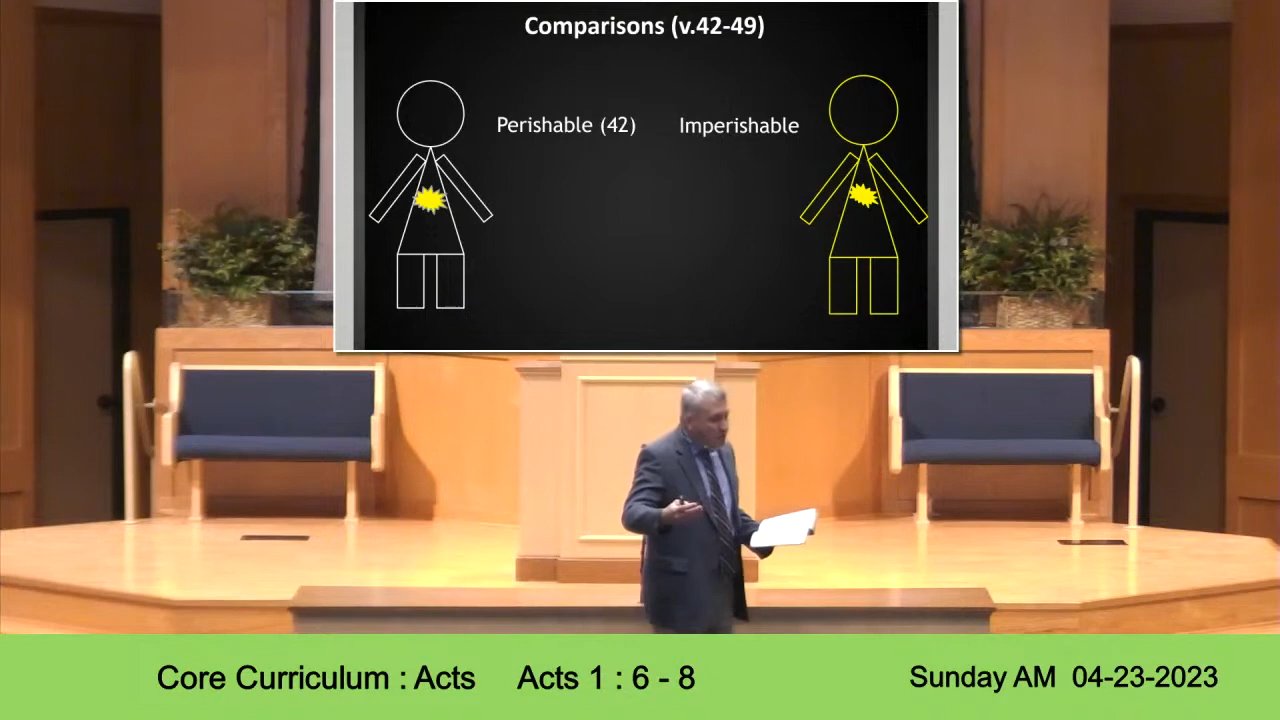 Comparisons (v.42-49)
Perishable (42) Imperishable
Core Curriculum : Acts Acts 1 : 6 - 8 Sunday AM 04-23-2023